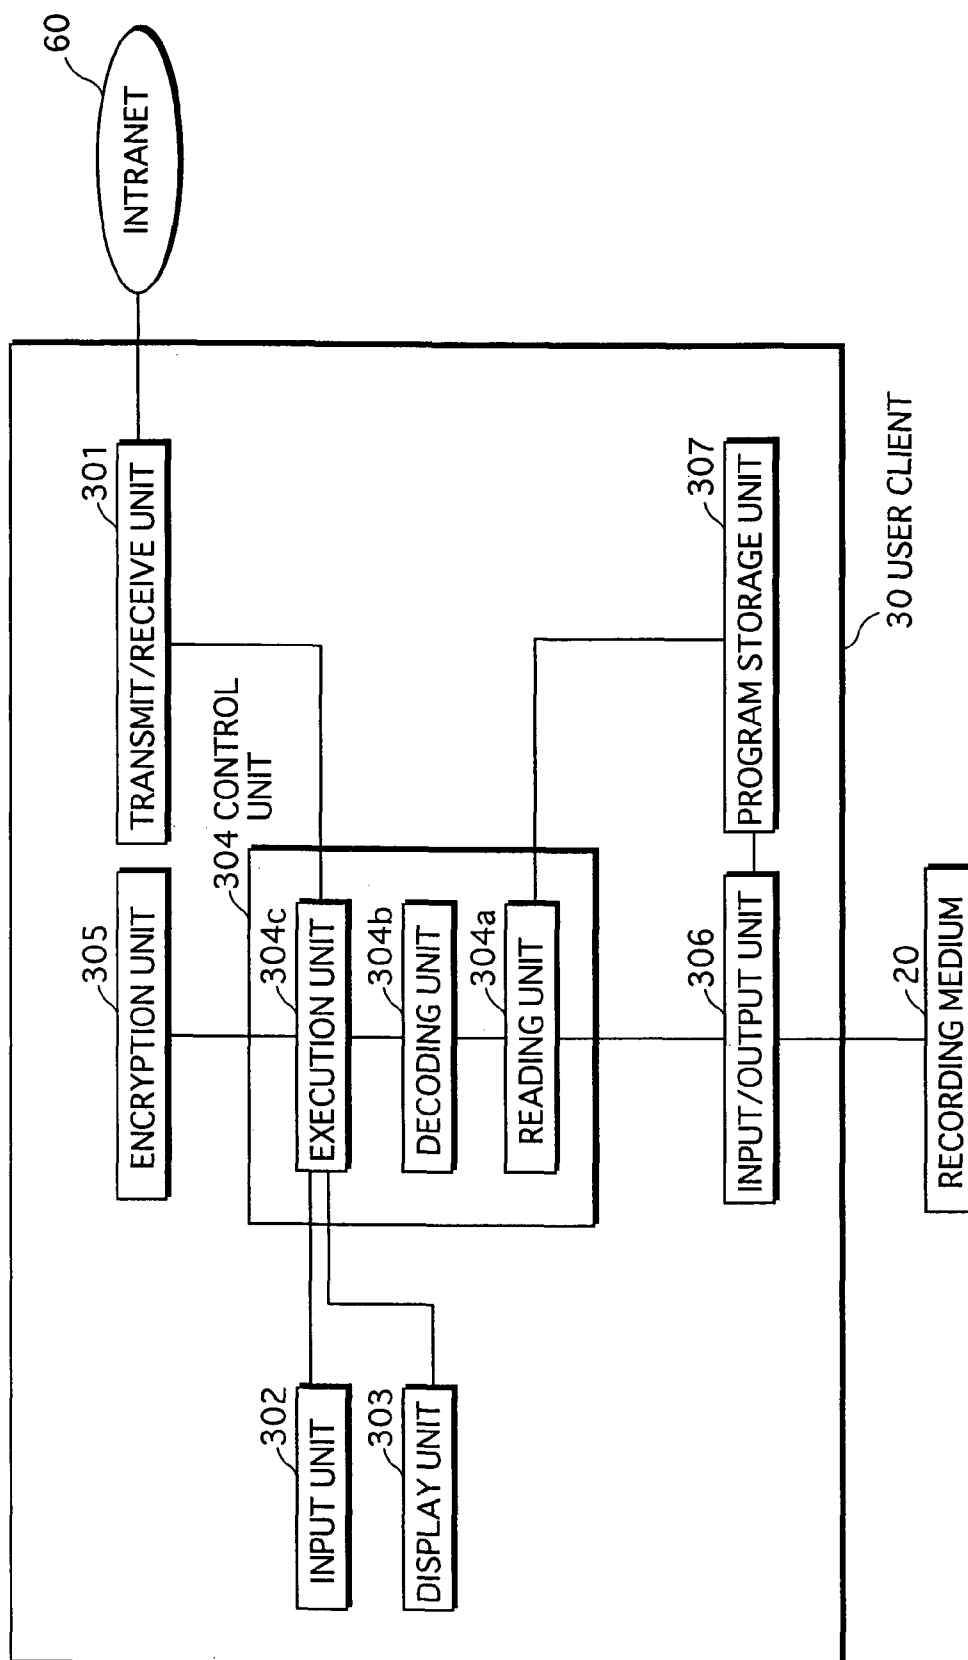 60
INTRANET
305
ENCRYPTION UNIT
301
TRANSMIT/RECEIVE UNIT
304 CONTROL
UNIT
302
INPUT UNIT
304c
EXECUTION UNIT
303
DISPLAY UNIT
304b
DECODING UNIT
304a
READING UNIT
306
INPUT/OUTPUT UNIT
307
PROGRAM STORAGE UNIT
30 USER CLIENT
20
RECORDING MEDIUM